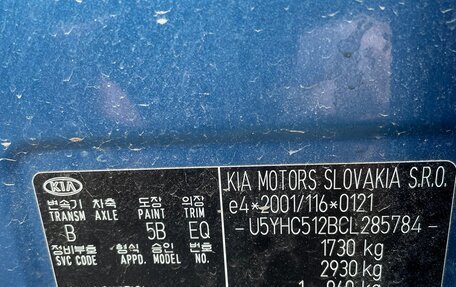 KIA
변속기 차축 도장 의장
TRANSM AXLE PAINT TRIM
B 5B EQ
정비부호 형식 승인 번호
SVC CODE APPD. MODEL NO.
KIA MOTORS SLOVAKIA S.R.O.
e4*2001/116*0121
- U5YHC512BCL285784 -
1730 kg
2930 kg